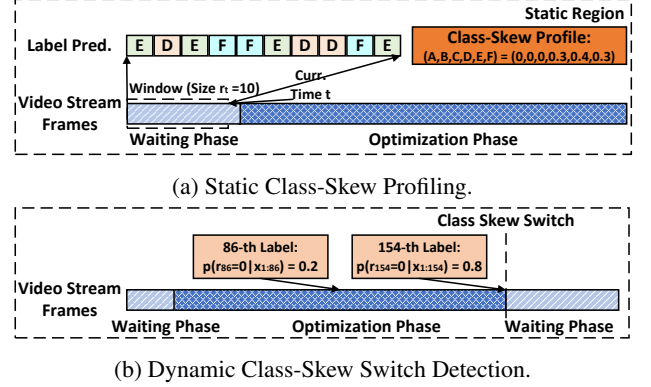 Static Region
Label Pred. E D E F F E D D F E
Class-Skew Profile:
(A,B,C,D,E,F) = (0,0,0,0.3,0.4,0.3)
Curr.
Window (Size rt =10) Time t
Video Stream
Frames
Waiting Phase Optimization Phase
(a) Static Class-Skew Profiling.
Class Skew Switch
86-th Label: 154-th Label:
p(r86=0|x1:86) = 0.2 p(r154=0|x1:154) = 0.8
Video Stream
Frames
Waiting Phase Optimization Phase Waiting Phase
(b) Dynamic Class-Skew Switch Detection.